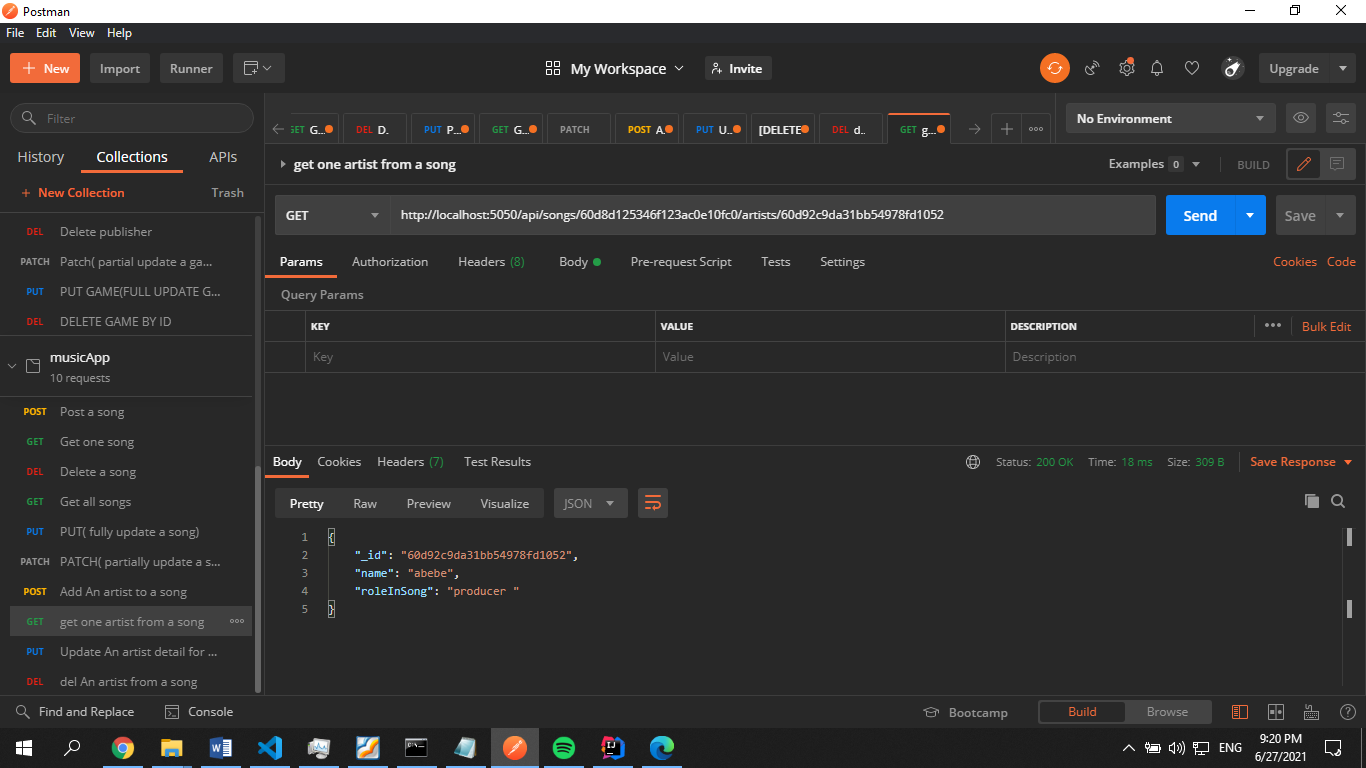 Postman
File Edit View Help
+ New Import Runner
My Workspace
Invite
Upgrade
Filter
History Collections APIs
+ New Collection Trash
DEL Delete publisher
PATCH Patch( partial update a ga...
PUT PUT GAME(FULL UPDATE G...
DEL DELETE GAME BY ID
musicApp
10 requests
POST Post a song
GET Get one song
DEL Delete a song
GET Get all songs
PUT PUT( fully update a song)
PATCH PATCH( partially update a s...
POST Add An artist to a song
GET get one artist from a song
PUT Update An artist detail for ...
DEL del An artist from a song
GET G... DEL D. PUT P... GET G... PATCH POST A. PUT U... [DELETE DEL d.. GET g...
No Environment
get one artist from a song
Examples 0 BUILD
GET http://localhost:5050/api/songs/60d8d125346f123ac0e10fc0/artists/60d92c9da31bb54978fd1052 Send Save
Params Authorization Headers (8) Body Pre-request Script Tests Settings Cookies Code
Query Params
KEY VALUE DESCRIPTION Bulk Edit
Key Value Description
Body Cookies Headers (7) Test Results Status: 200 OK Time: 18 ms Size: 309 B Save Response
Pretty Raw Preview Visualize JSON
1 {
2 "_id": "60d92c9da31bb54978fd1052",
3 "name": "abebe",
4 "roleInSong": "producer "
5 }
Find and Replace Console Bootcamp Build Browse
ENG
9:20 PM
6/27/2021